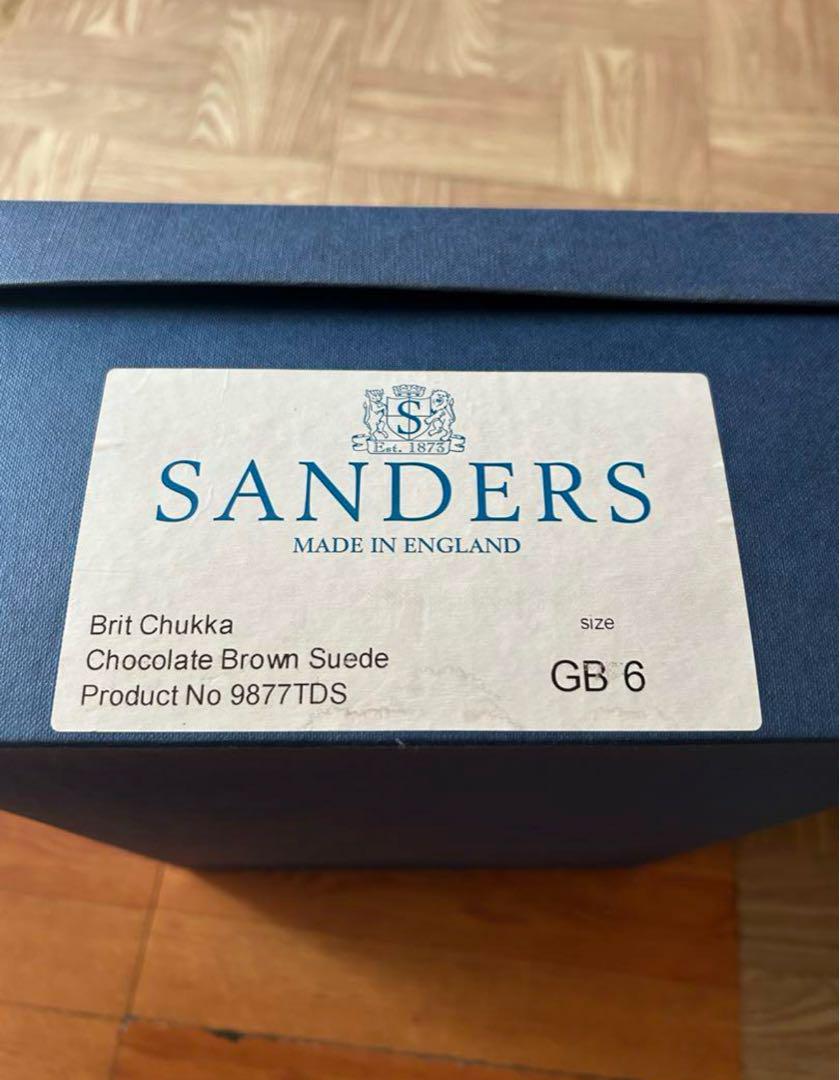 S
Est. 1873
SANDERS
MADE IN ENGLAND
Brit Chukka
Chocolate Brown Suede
Product No 9877TDS
size
GB 6